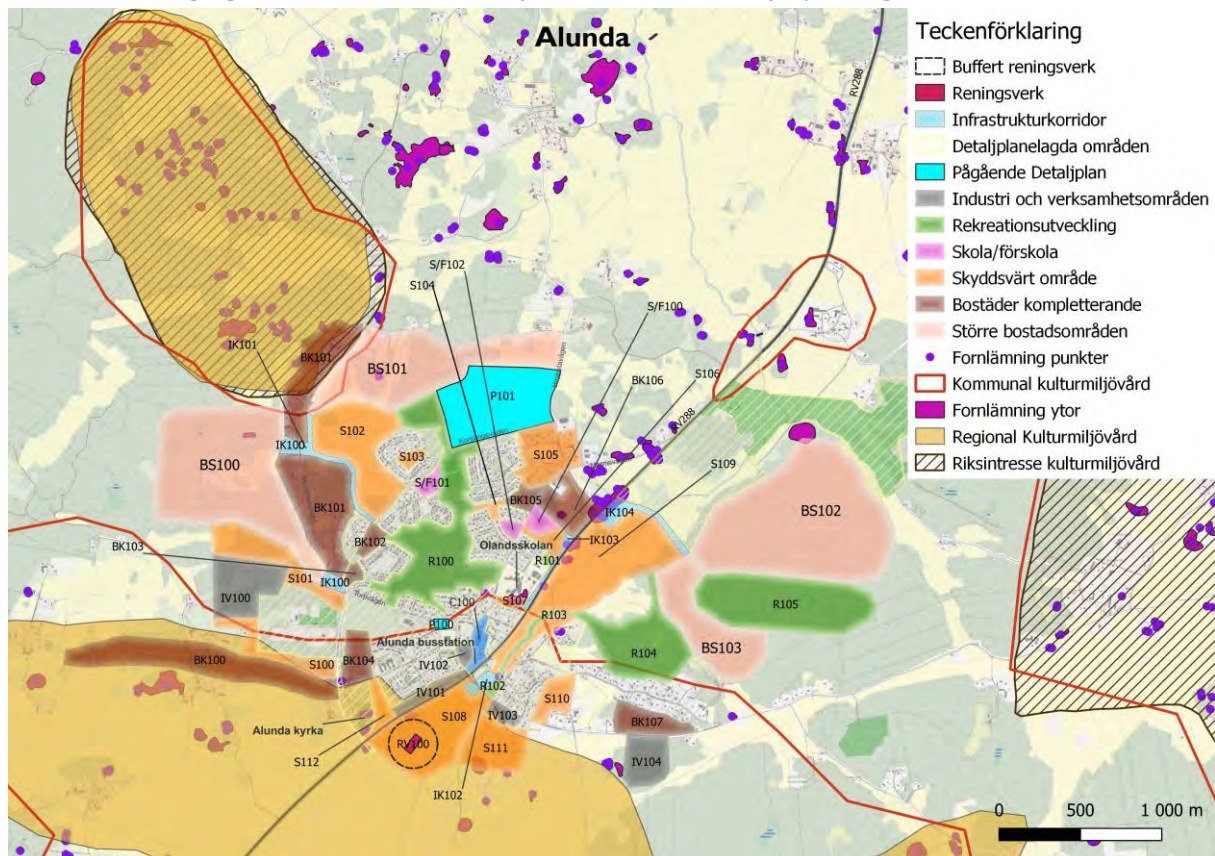 Alunda
Teckenförklaring
Buffert reningsverk
Reningsverk
Infrastrukturkorridor
Detaljplanelagda områden
Pågående Detaljplan
Industri och verksamhetsområden
Rekreationsutveckling
Skola/förskola
Skyddsvärt område
Bostäder kompletterande
Större bostadsområden
Fornlämning punkter
Kommunal kulturmiljövård
Fornlämning ytor
Regional Kulturmiljövård
Riksintresse kulturmiljövård
RV288
S/F102
S104
S/F100
IK101
BK101
BS101
BK106
S106
P101
RV288
S102
IK100
S103
S105
S109
BS100
S/F101
BK105
BK101
IK104
BS102
BK102
Olandsskolan
IK103
BK103
R100
R101
S101
IK100
IV100
C100
S107
R103
R105
P100
Alunda busstation
BK100
S100
BK104
IV102
R104
BS103
IV101
R102
S110
S108
IV103
BK107
Alunda kyrka
RV100
S111
IV104
S112
IK102
0 500 1 000 m